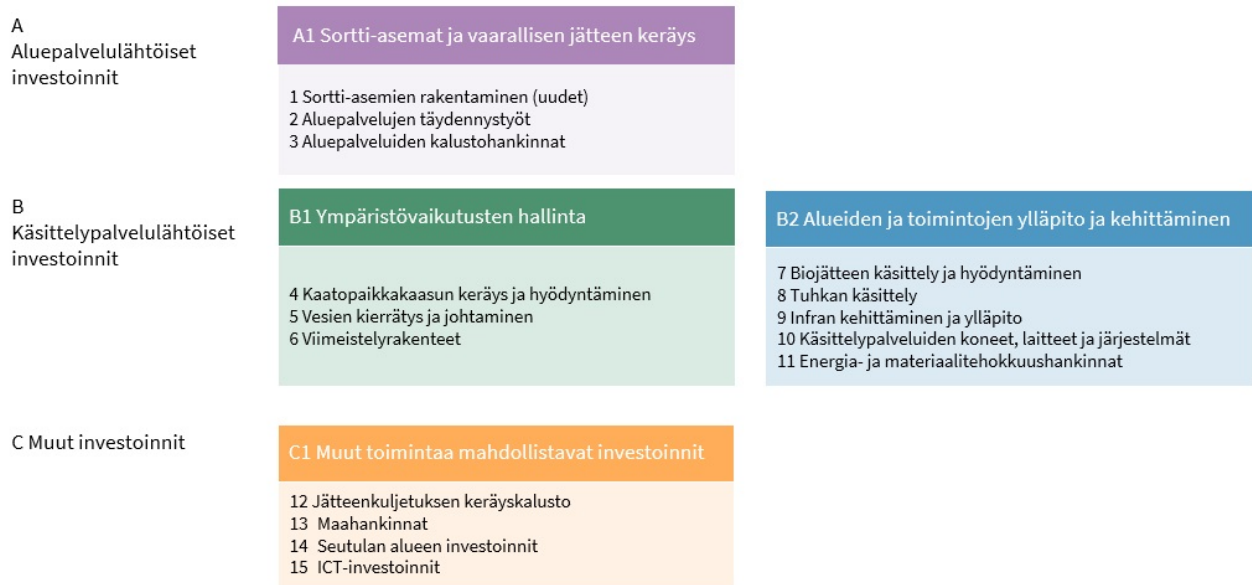 A
Aluepalvelulähtöiset
investoinnit
A1 Sortti-asemat ja vaarallisen jätteen keräys
1 Sortti-asemien rakentaminen (uudet)
2 Aluepalvelujen täydennystyöt
3 Aluepalveluiden kalustohankinnat
B
Käsittelypalvelulähtöiset
investoinnit
B1 Ympäristövaikutusten hallinta
4 Kaatopaikkakaasun keräys ja hyödyntäminen
5 Vesien kierrätys ja johtaminen
6 Viimeistelyrakenteet
B2 Alueiden ja toimintojen ylläpito ja kehittäminen
7 Biojätteen käsittely ja hyödyntäminen
8 Tuhkan käsittely
9 Infran kehittäminen ja ylläpito
10 Käsittelypalveluiden koneet, laitteet ja järjestelmät
11 Energia- ja materiaalitehokkuushankinnat
C Muut investoinnit
C1 Muut toimintaa mahdollistavat investoinnit
12 Jätteenkuljetuksen keräyskalusto
13 Maahankinnat
14 Seutulan alueen investoinnit
15 ICT-investoinnit